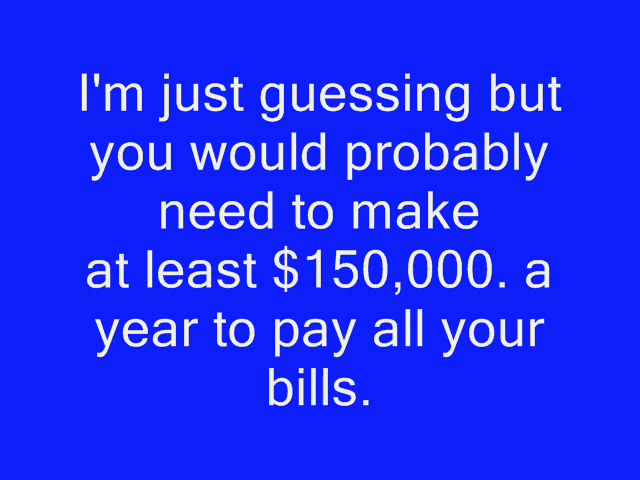 I'm just guessing but
you would probably
need to make
at least $150,000. a
year to pay all your
bills.